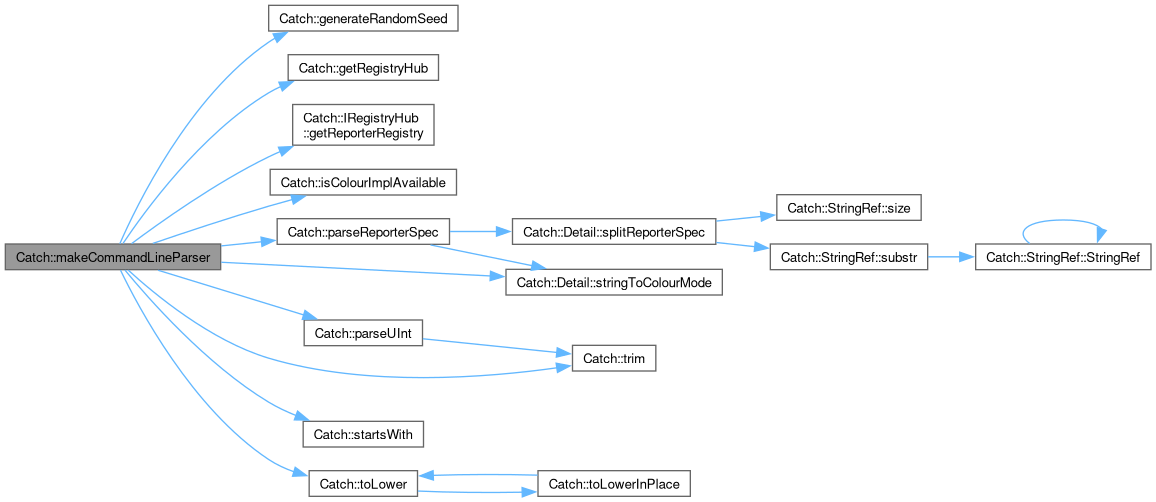 Catch::generateRandomSeed
Catch::getRegistryHub
Catch::IRegistryHub
::getReporterRegistry
Catch::isColourImplAvailable
Catch::StringRef::size
Catch::parseReporterSpec
Catch::Detail::splitReporterSpec
Catch::makeCommandLineParser
Catch::StringRef::substr
Catch::StringRef::StringRef
Catch::Detail::stringToColourMode
Catch::parseUInt
Catch::trim
Catch::startsWith
Catch::toLower
Catch::toLowerInPlace